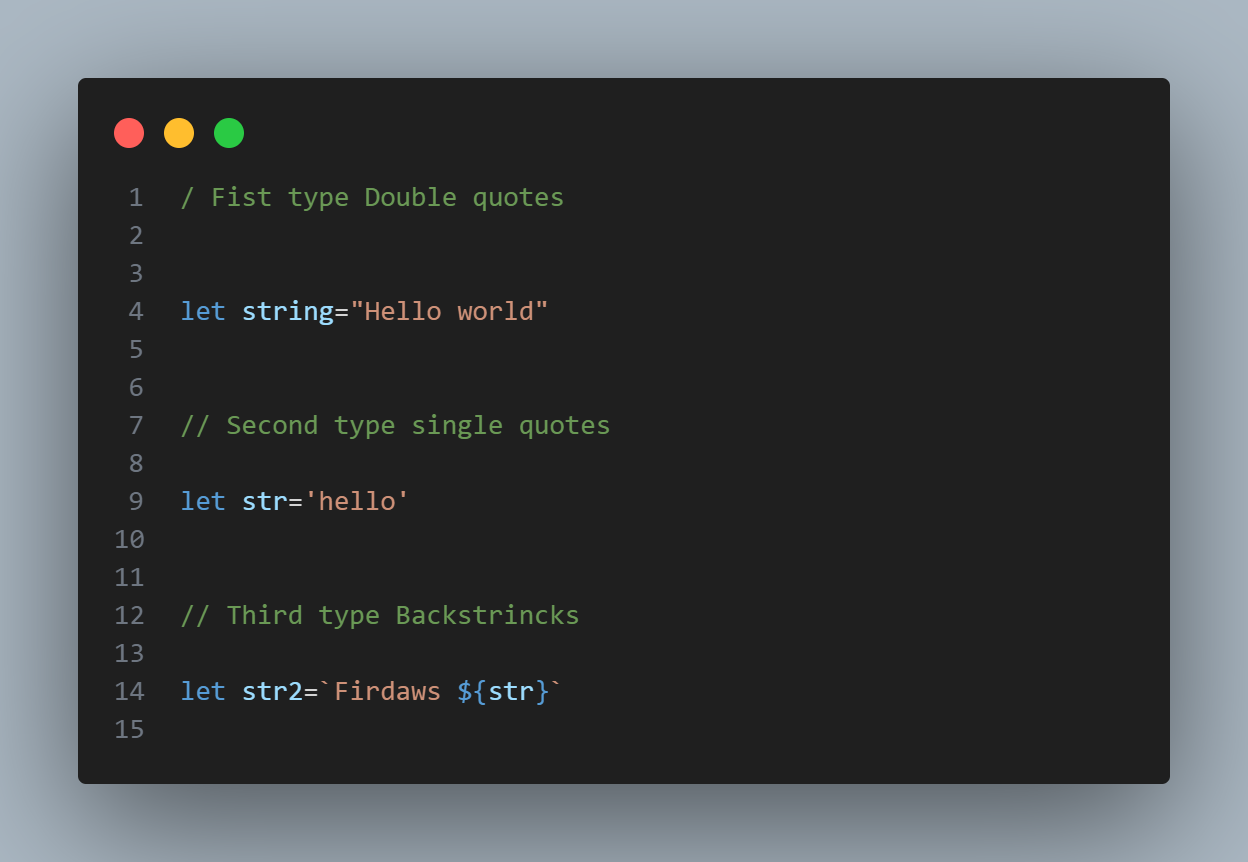 1 / Fist type Double quotes
2
3
4 let string="Hello world"
5
6
7 // Second type single quotes
8
9 let str='hello'
10
11
12 // Third type Backstrincks
13
14 let str2=`Firdaws ${str}`
15